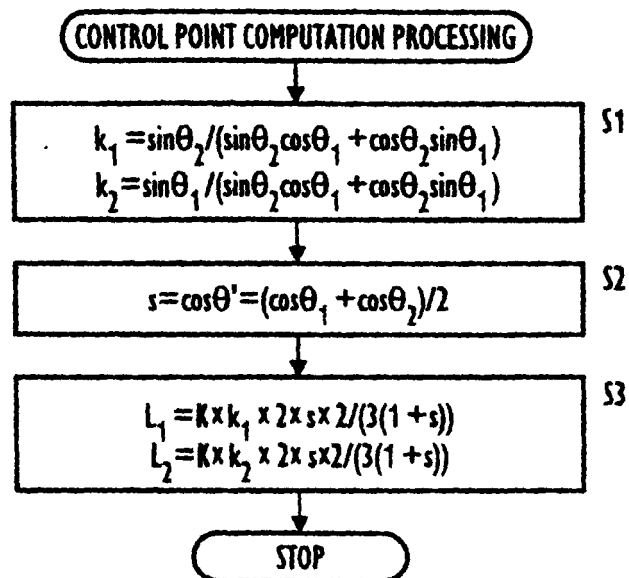 CONTROL POINT COMPUTATION PROCESSING
S1
k₁=sinθ₂/(sinθ₂cosθ₁+cosθ₂sinθ₁)
k₂=sinθ₁/(sinθ₂cosθ₁+cosθ₂sinθ₁)
S2
s=cosθ'=(cosθ₁+cosθ₂)/2
S3
L₁=K×k₁×2×s×2/(3(1+s))
L₂=K×k₂×2×s×2/(3(1+s))
STOP